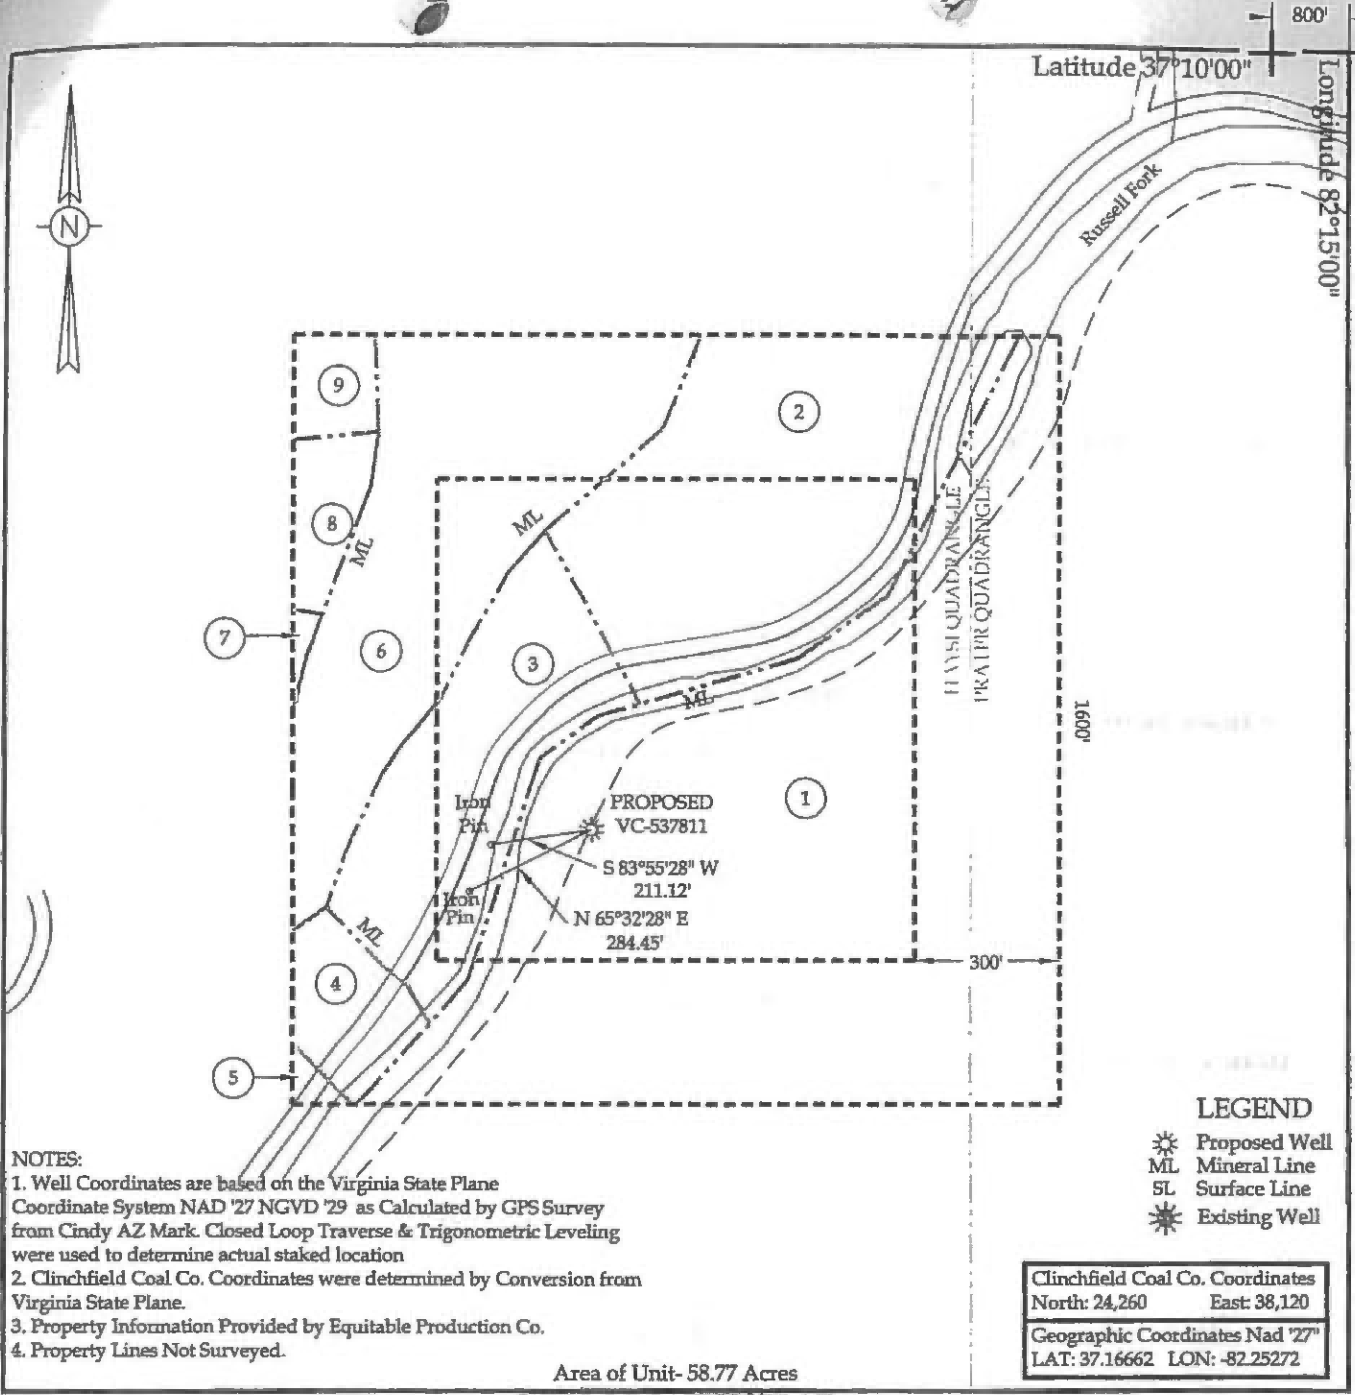 800'
Latitude 37°10'00"
Longitude 82°15'00"
N
Russell Fork
9
2
8
ML
ML
7
6
3
HAYSI QUADRANGLE
PRATER QUADRANGLE
ML
1600'
1
Iron
Pin
PROPOSED
VC-537811
S 83°55'28" W
211.12'
Iron
Pin
N 65°32'28" E
284.45'
ML
300'
4
5
LEGEND
Proposed Well
ML Mineral Line
SL Surface Line
Existing Well
NOTES:
1. Well Coordinates are based on the Virginia State Plane
Coordinate System NAD '27 NGVD '29 as Calculated by GPS Survey
from Cindy AZ Mark. Closed Loop Traverse & Trigonometric Leveling
were used to determine actual staked location
2. Clinchfield Coal Co. Coordinates were determined by Conversion from
Virginia State Plane.
3. Property Information Provided by Equitable Production Co.
4. Property Lines Not Surveyed.
Area of Unit- 58.77 Acres
Clinchfield Coal Co. Coordinates
North: 24,260 East: 38,120
Geographic Coordinates Nad '27"
LAT: 37.16662 LON: -82.25272